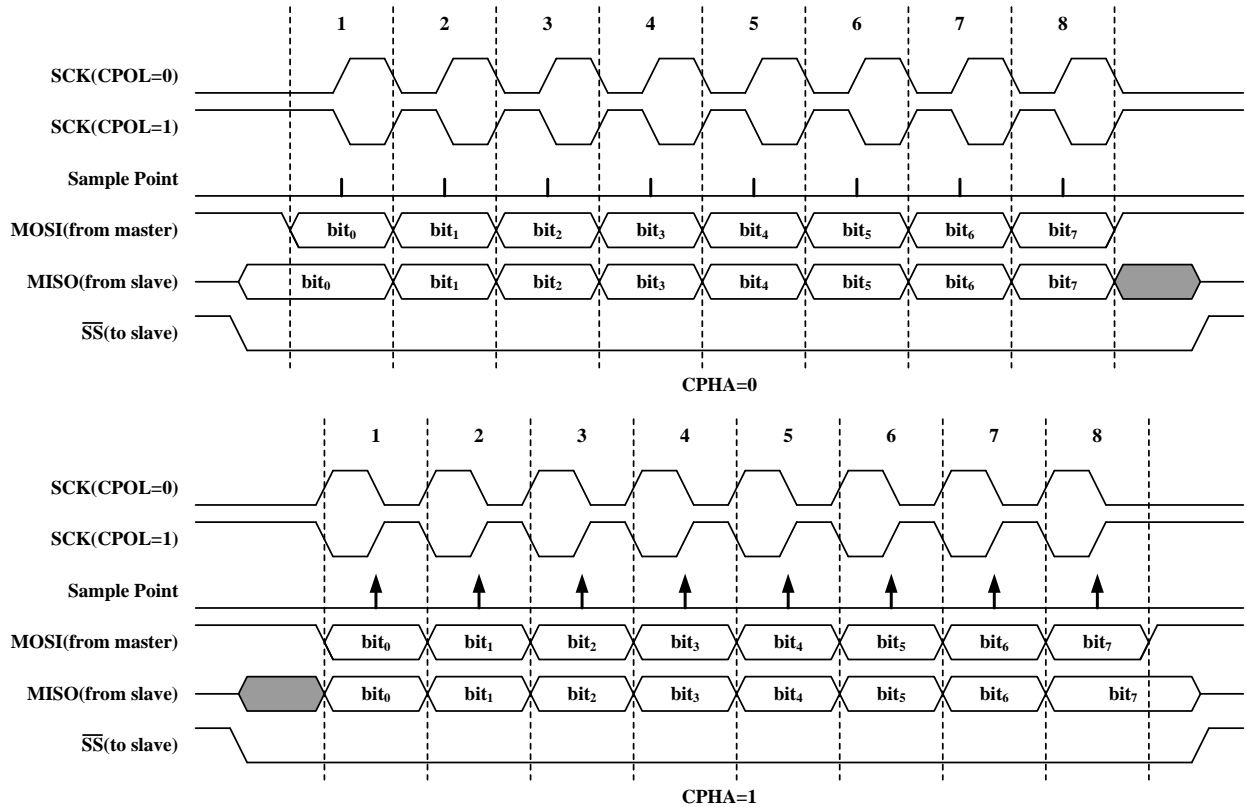 1 2 3 4 5 6 7 8
SCK(CPOL=0)
SCK(CPOL=1)
Sample Point
MOSI(from master) bit₀ bit₁ bit₂ bit₃ bit₄ bit₅ bit₆ bit₇
MISO(from slave) bit₀ bit₁ bit₂ bit₃ bit₄ bit₅ bit₆ bit₇
S̅S̅(to slave)
CPHA=0
1 2 3 4 5 6 7 8
SCK(CPOL=0)
SCK(CPOL=1)
Sample Point
MOSI(from master) bit₀ bit₁ bit₂ bit₃ bit₄ bit₅ bit₆ bit₇
MISO(from slave) bit₀ bit₁ bit₂ bit₃ bit₄ bit₅ bit₆ bit₇
S̅S̅(to slave)
CPHA=1